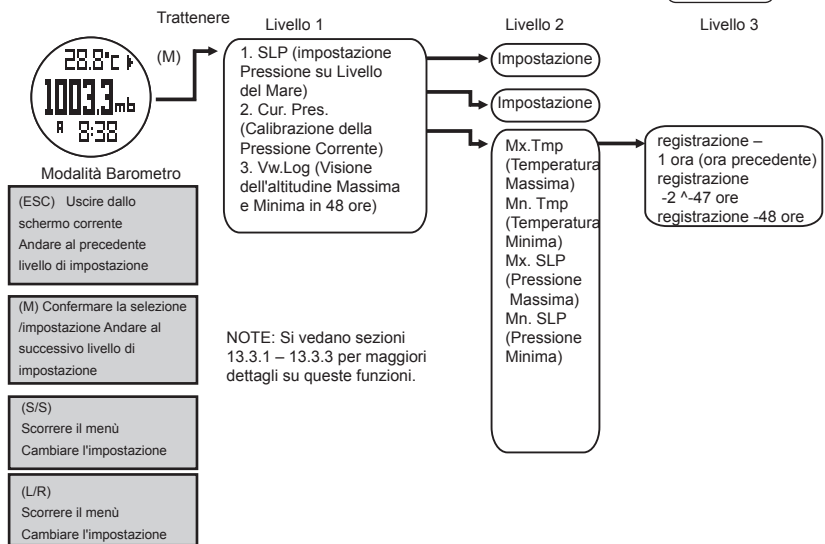 Trattenere
(M)
Livello 1
Livello 2
Livello 3
28.8°C
1003.3mb
A 8:38
Modalità Barometro
1. SLP (impostazione
Pressione su Livello
del Mare)
2. Cur. Pres.
(Calibrazione della
Pressione Corrente)
3. Vw.Log (Visione
dell'altitudine Massima
e Minima in 48 ore)
Impostazione
Impostazione
Mx.Tmp
(Temperatura
Massima)
Mn. Tmp
(Temperatura
Minima)
Mx. SLP
(Pressione
Massima)
Mn. SLP
(Pressione
Minima)
registrazione –
1 ora (ora precedente)
registrazione
-2 ^-47 ore
registrazione -48 ore
(ESC) Uscire dallo
schermo corrente
Andare al precedente
livello di impostazione
(M) Confermare la selezione
/impostazione Andare al
successivo livello di
impostazione
(S/S)
Scorrere il menù
Cambiare l'impostazione
(L/R)
Scorrere il menù
Cambiare l'impostazione
NOTE: Si vedano sezioni
13.3.1 – 13.3.3 per maggiori
dettagli su queste funzioni.